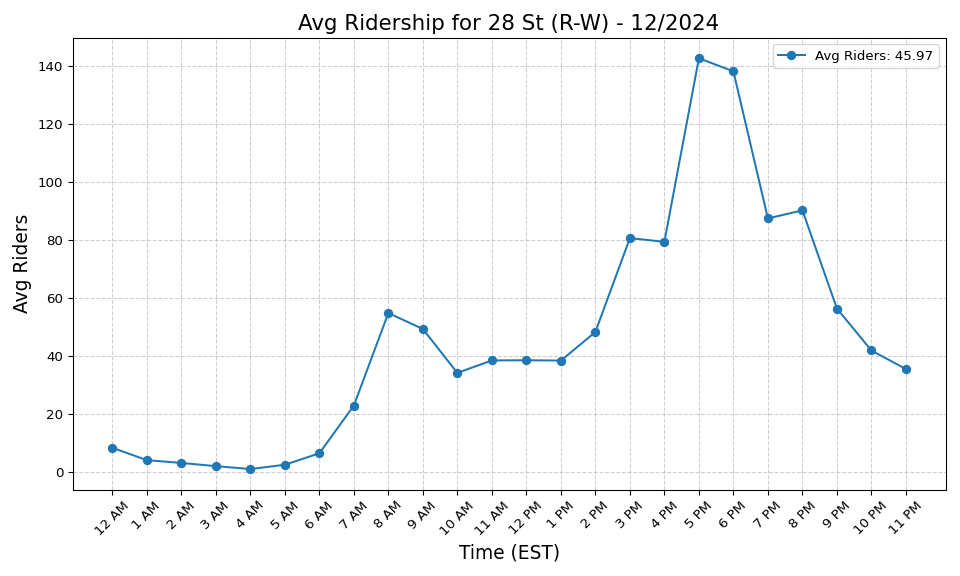 Avg Ridership for 28 St (R-W) - 12/2024
Avg Riders: 45.97
Avg Riders
140
120
100
80
60
40
20
0
12 AM
1 AM
2 AM
3 AM
4 AM
5 AM
6 AM
7 AM
8 AM
9 AM
10 AM
11 AM
12 PM
1 PM
2 PM
3 PM
4 PM
5 PM
6 PM
7 PM
8 PM
9 PM
10 PM
11 PM
Time (EST)